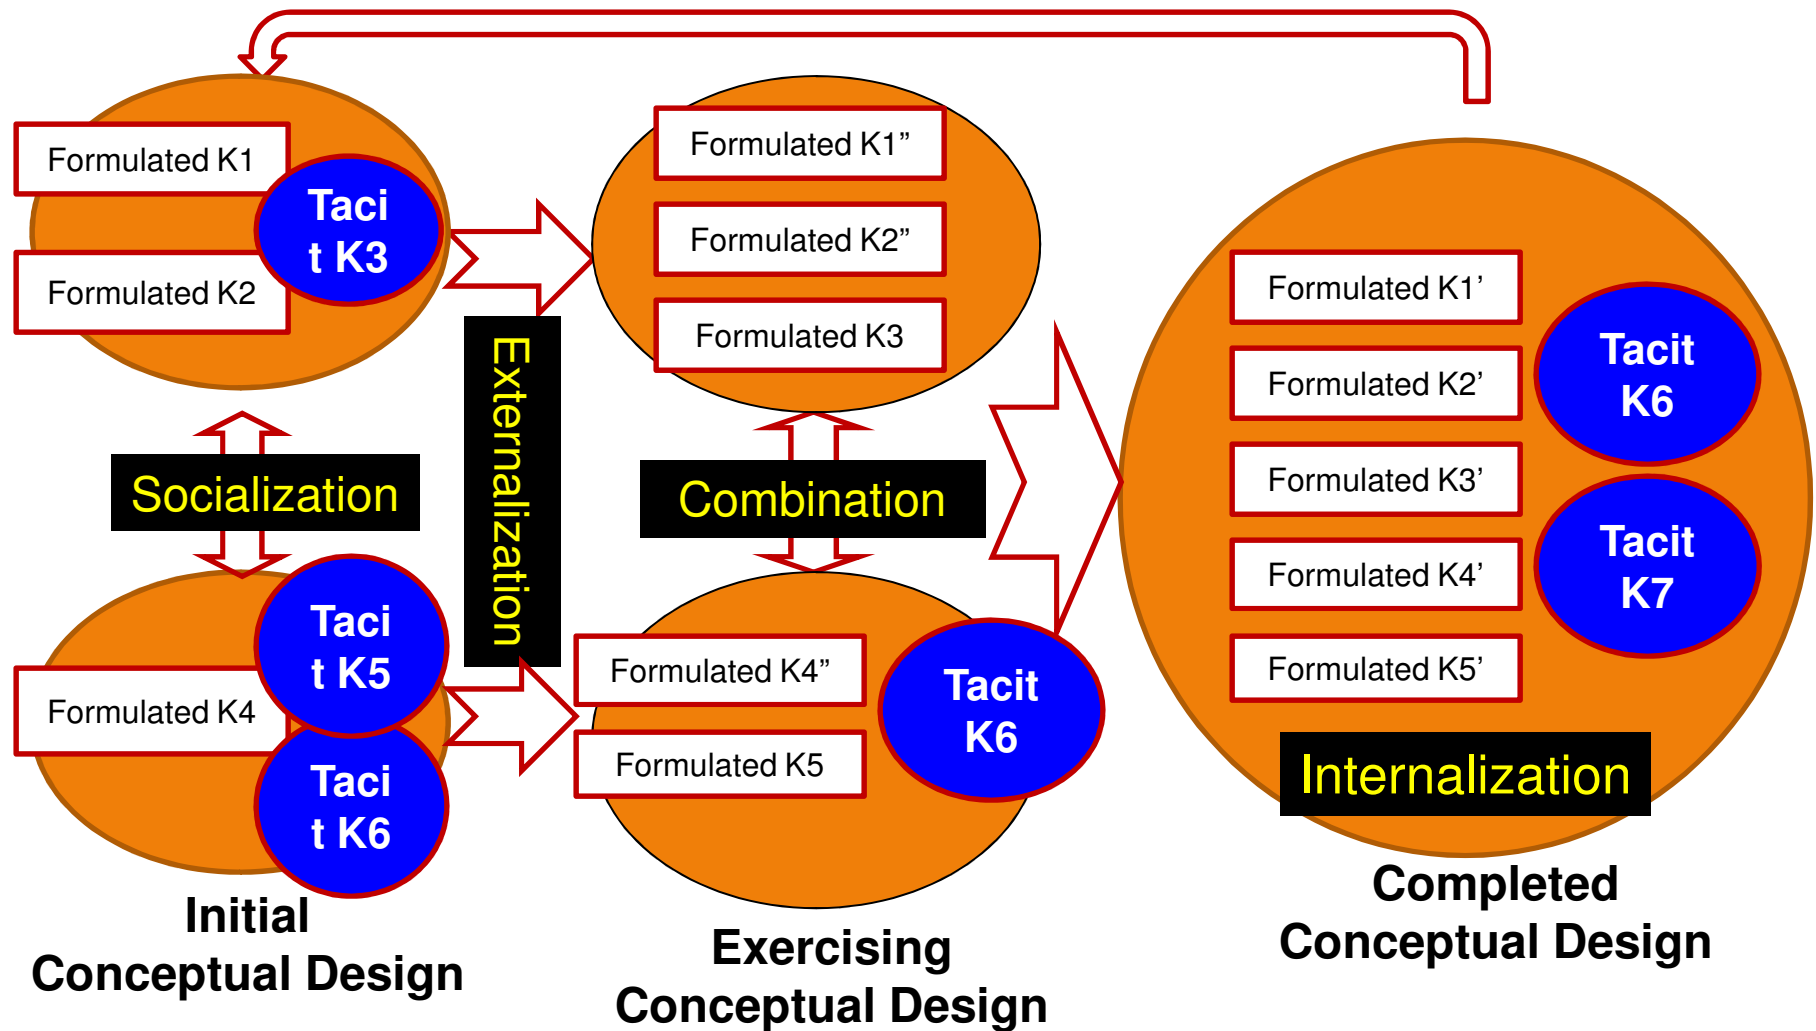 Formulated K1
Formulated K2
Taci
t K3
Socialization
Formulated K4
Taci
t K5
Taci
t K6
Initial
Conceptual Design
Externalization
Formulated K1”
Formulated K2”
Formulated K3
Combination
Formulated K4”
Formulated K5
Tacit
K6
Exercising
Conceptual Design
Formulated K1’
Formulated K2’
Formulated K3’
Formulated K4’
Formulated K5’
Tacit
K6
Tacit
K7
Internalization
Completed
Conceptual Design